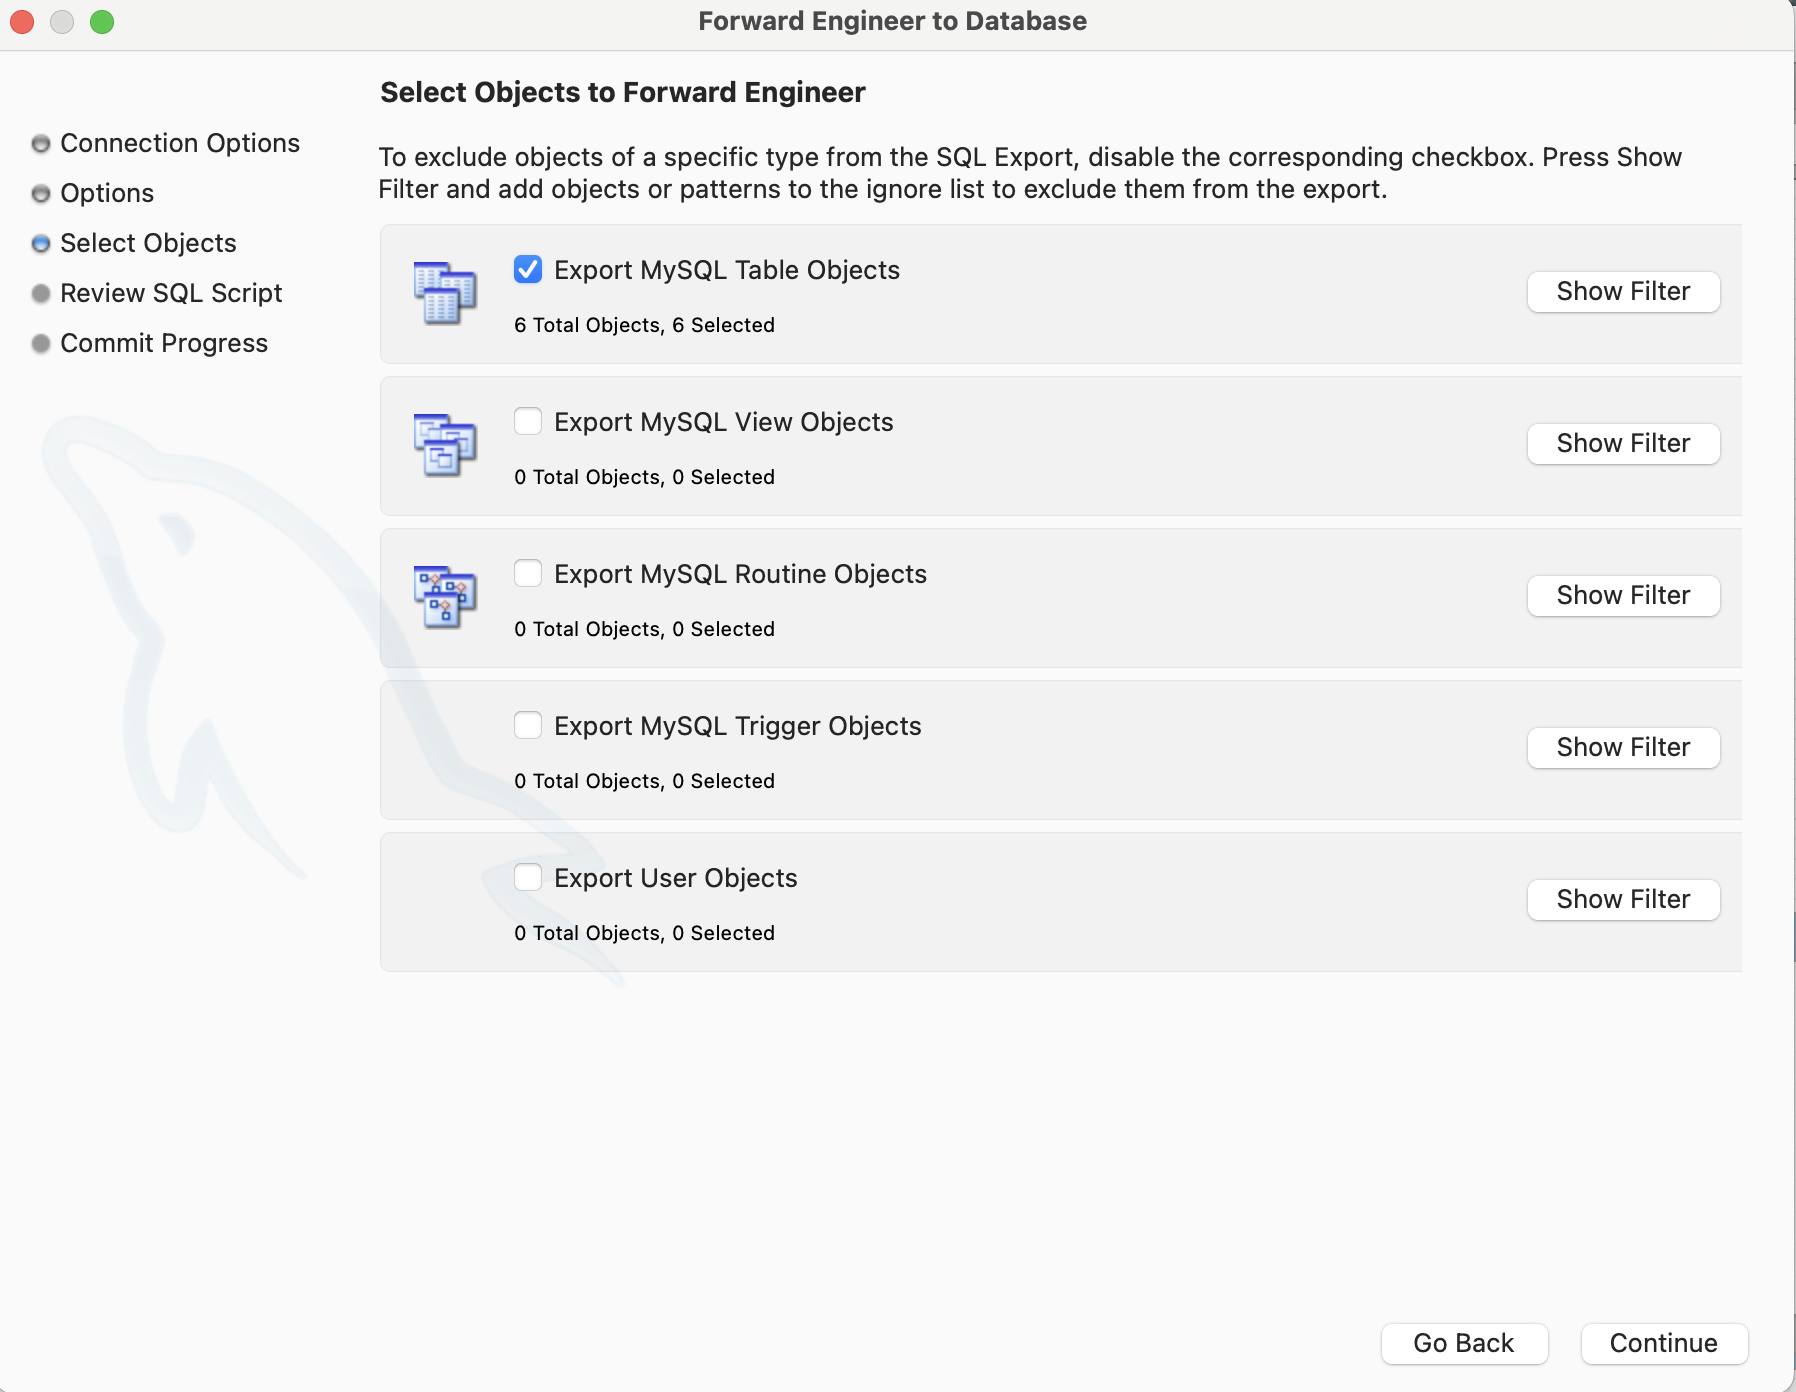 Forward Engineer to Database
Select Objects to Forward Engineer
Connection Options
Options
Select Objects
Review SQL Script
Commit Progress
To exclude objects of a specific type from the SQL Export, disable the corresponding checkbox. Press Show
Filter and add objects or patterns to the ignore list to exclude them from the export.
Export MySQL Table Objects
6 Total Objects, 6 Selected
Show Filter
Export MySQL View Objects
0 Total Objects, 0 Selected
Show Filter
Export MySQL Routine Objects
0 Total Objects, 0 Selected
Show Filter
Export MySQL Trigger Objects
0 Total Objects, 0 Selected
Show Filter
Export User Objects
0 Total Objects, 0 Selected
Show Filter
Go Back
Continue